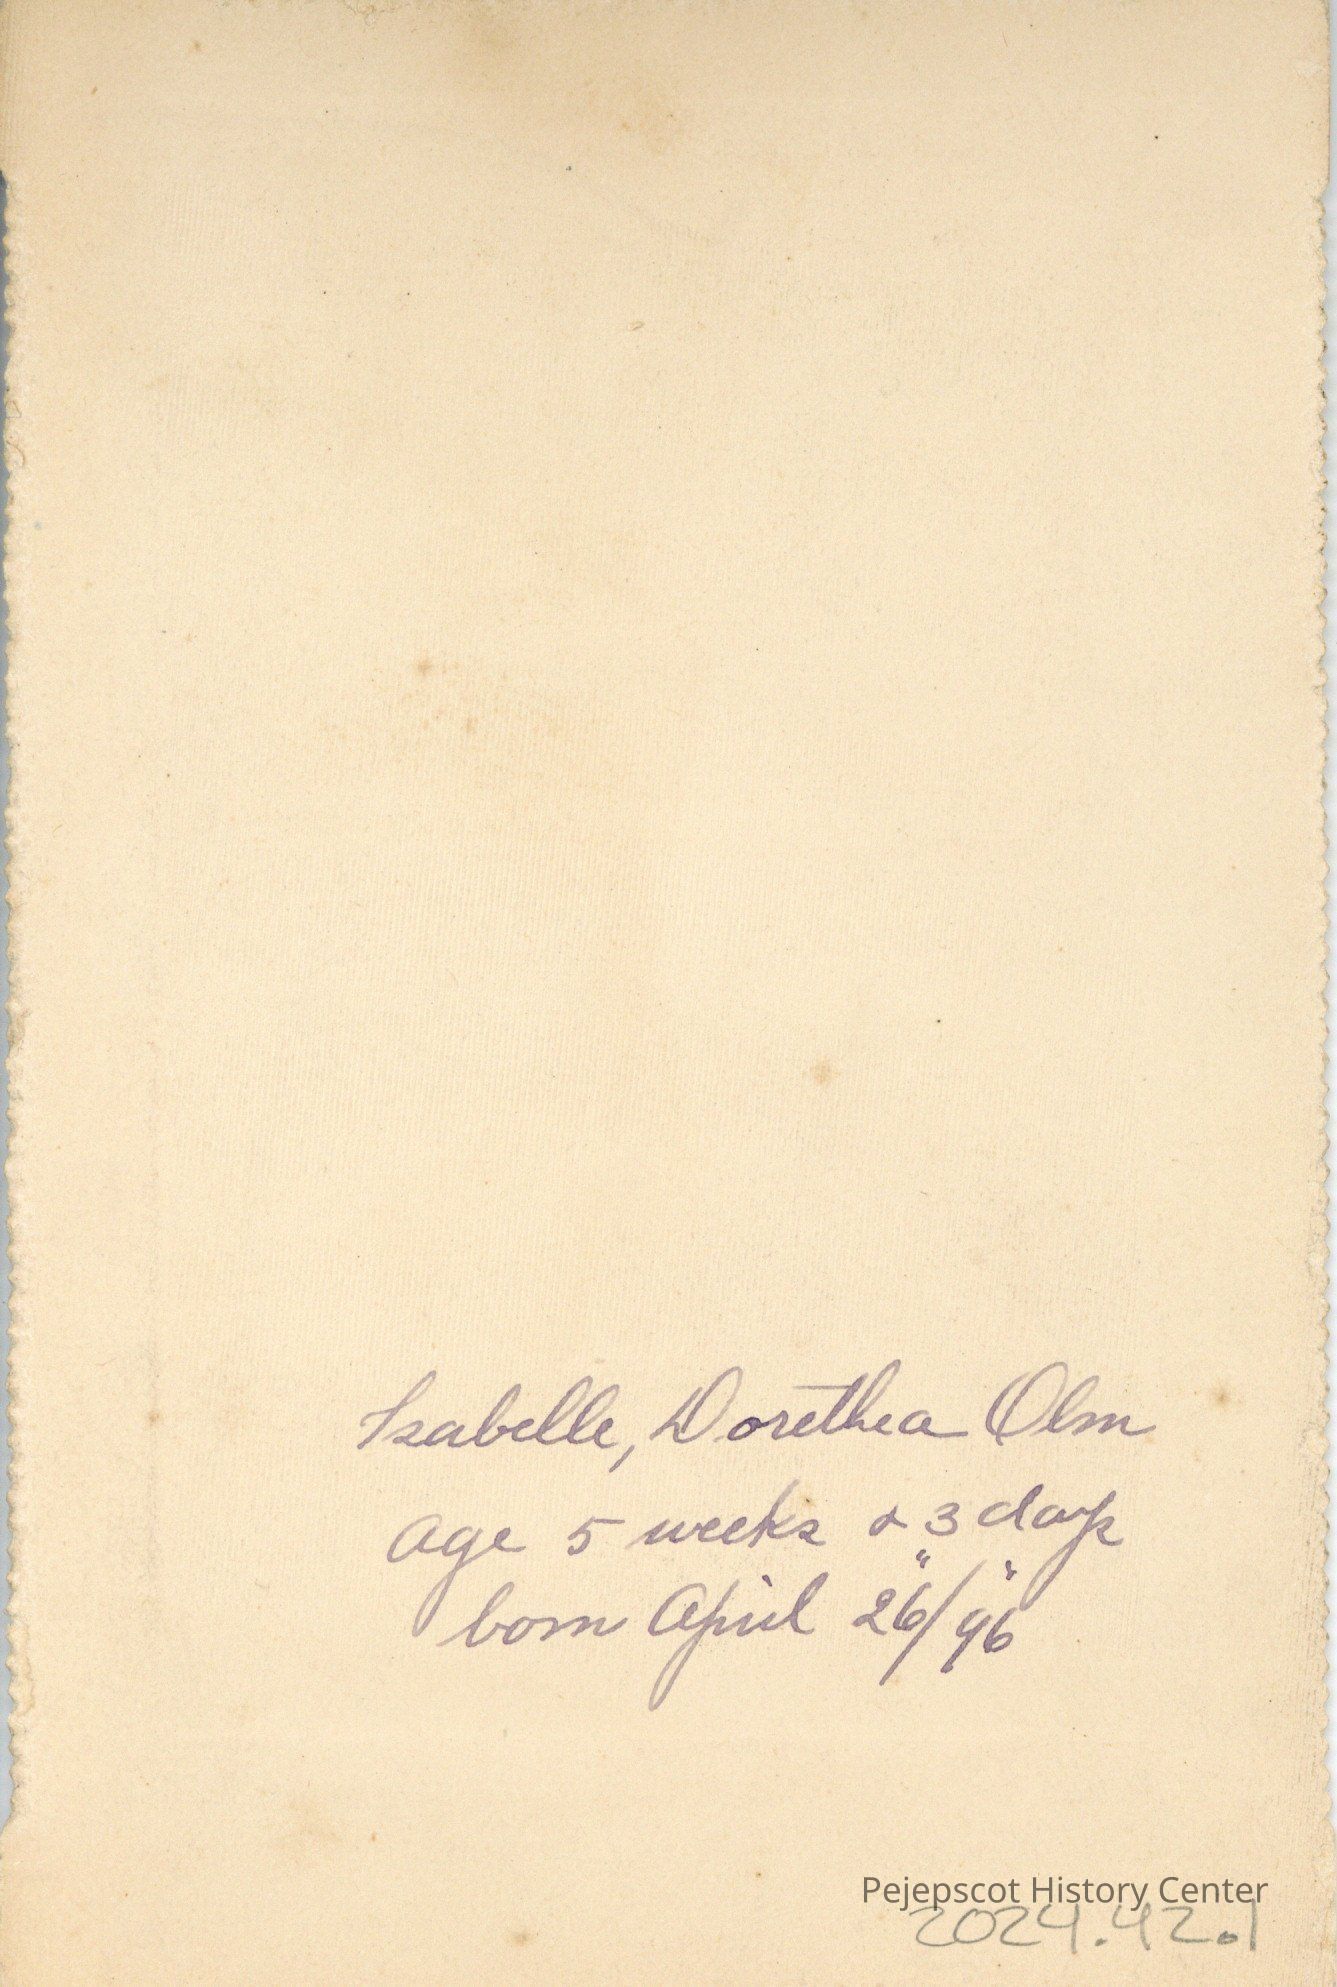 Isabelle, Dorethea Olm
age 5 weeks & 3 days
born April 26"/96"
Pejepscot History Center
2024.42.1